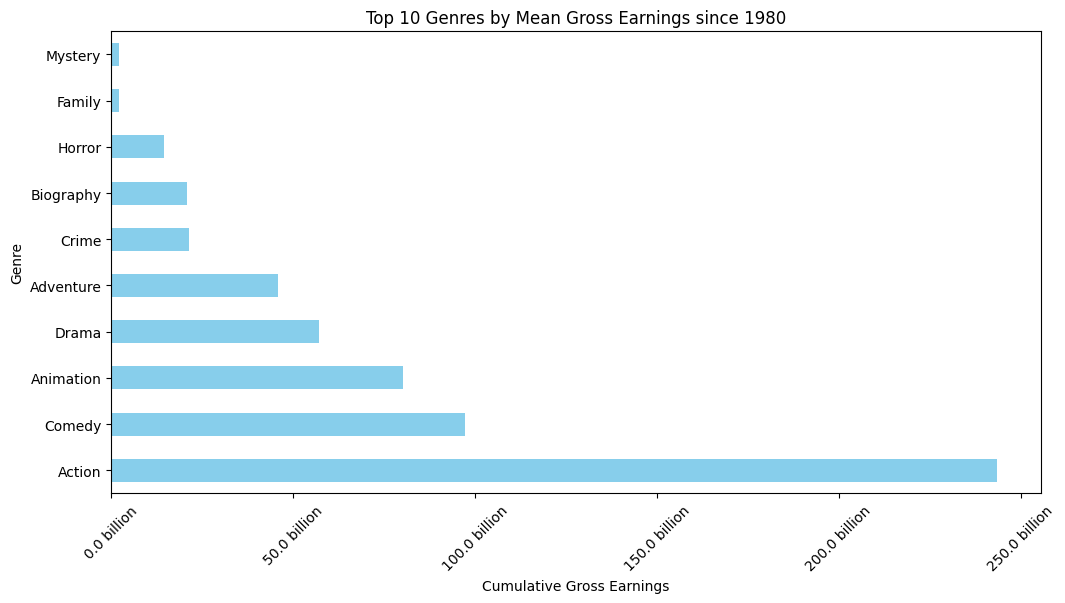 Top 10 Genres by Mean Gross Earnings since 1980
Genre
Mystery
Family
Horror
Biography
Crime
Adventure
Drama
Animation
Comedy
Action
0.0 billion
50.0 billion
100.0 billion
150.0 billion
200.0 billion
250.0 billion
Cumulative Gross Earnings